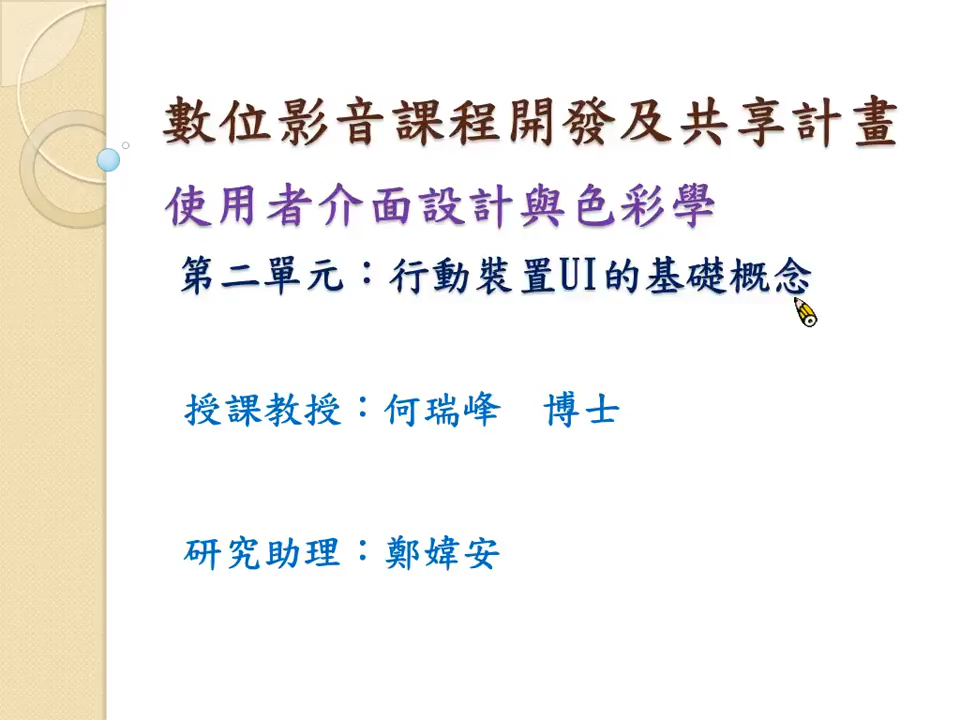 數位影音課程開發及共享計畫
使用者介面設計與色彩學
第二單元：行動裝置UI的基礎概念
授課教授：何瑞峰　博士
研究助理：鄭媁安